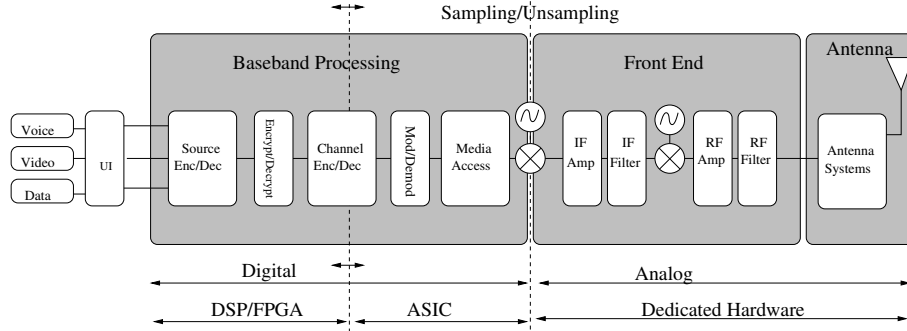 Sampling/Unsampling
Baseband Processing
Front End
Antenna
Voice
Video
Data
UI
Source
Enc/Dec
Encrypt/Decrypt
Channel
Enc/Dec
Mod/Demod
Media
Access
IF
Amp
IF
Filter
RF
Amp
RF
Filter
Antenna
Systems
Digital
Analog
DSP/FPGA
ASIC
Dedicated Hardware